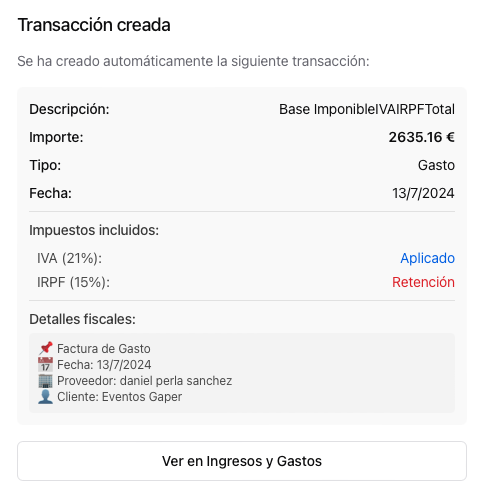 Transacción creada
Se ha creado automáticamente la siguiente transacción:
Descripción: Base ImponibleIVAIRPFTotal
Importe: 2635.16 €
Tipo: Gasto
Fecha: 13/7/2024
Impuestos incluidos:
IVA (21%): Aplicado
IRPF (15%): Retención
Detalles fiscales:
📌 Factura de Gasto
📅 Fecha: 13/7/2024
🏢 Proveedor: daniel perla sanchez
👤 Cliente: Eventos Gaper
Ver en Ingresos y Gastos